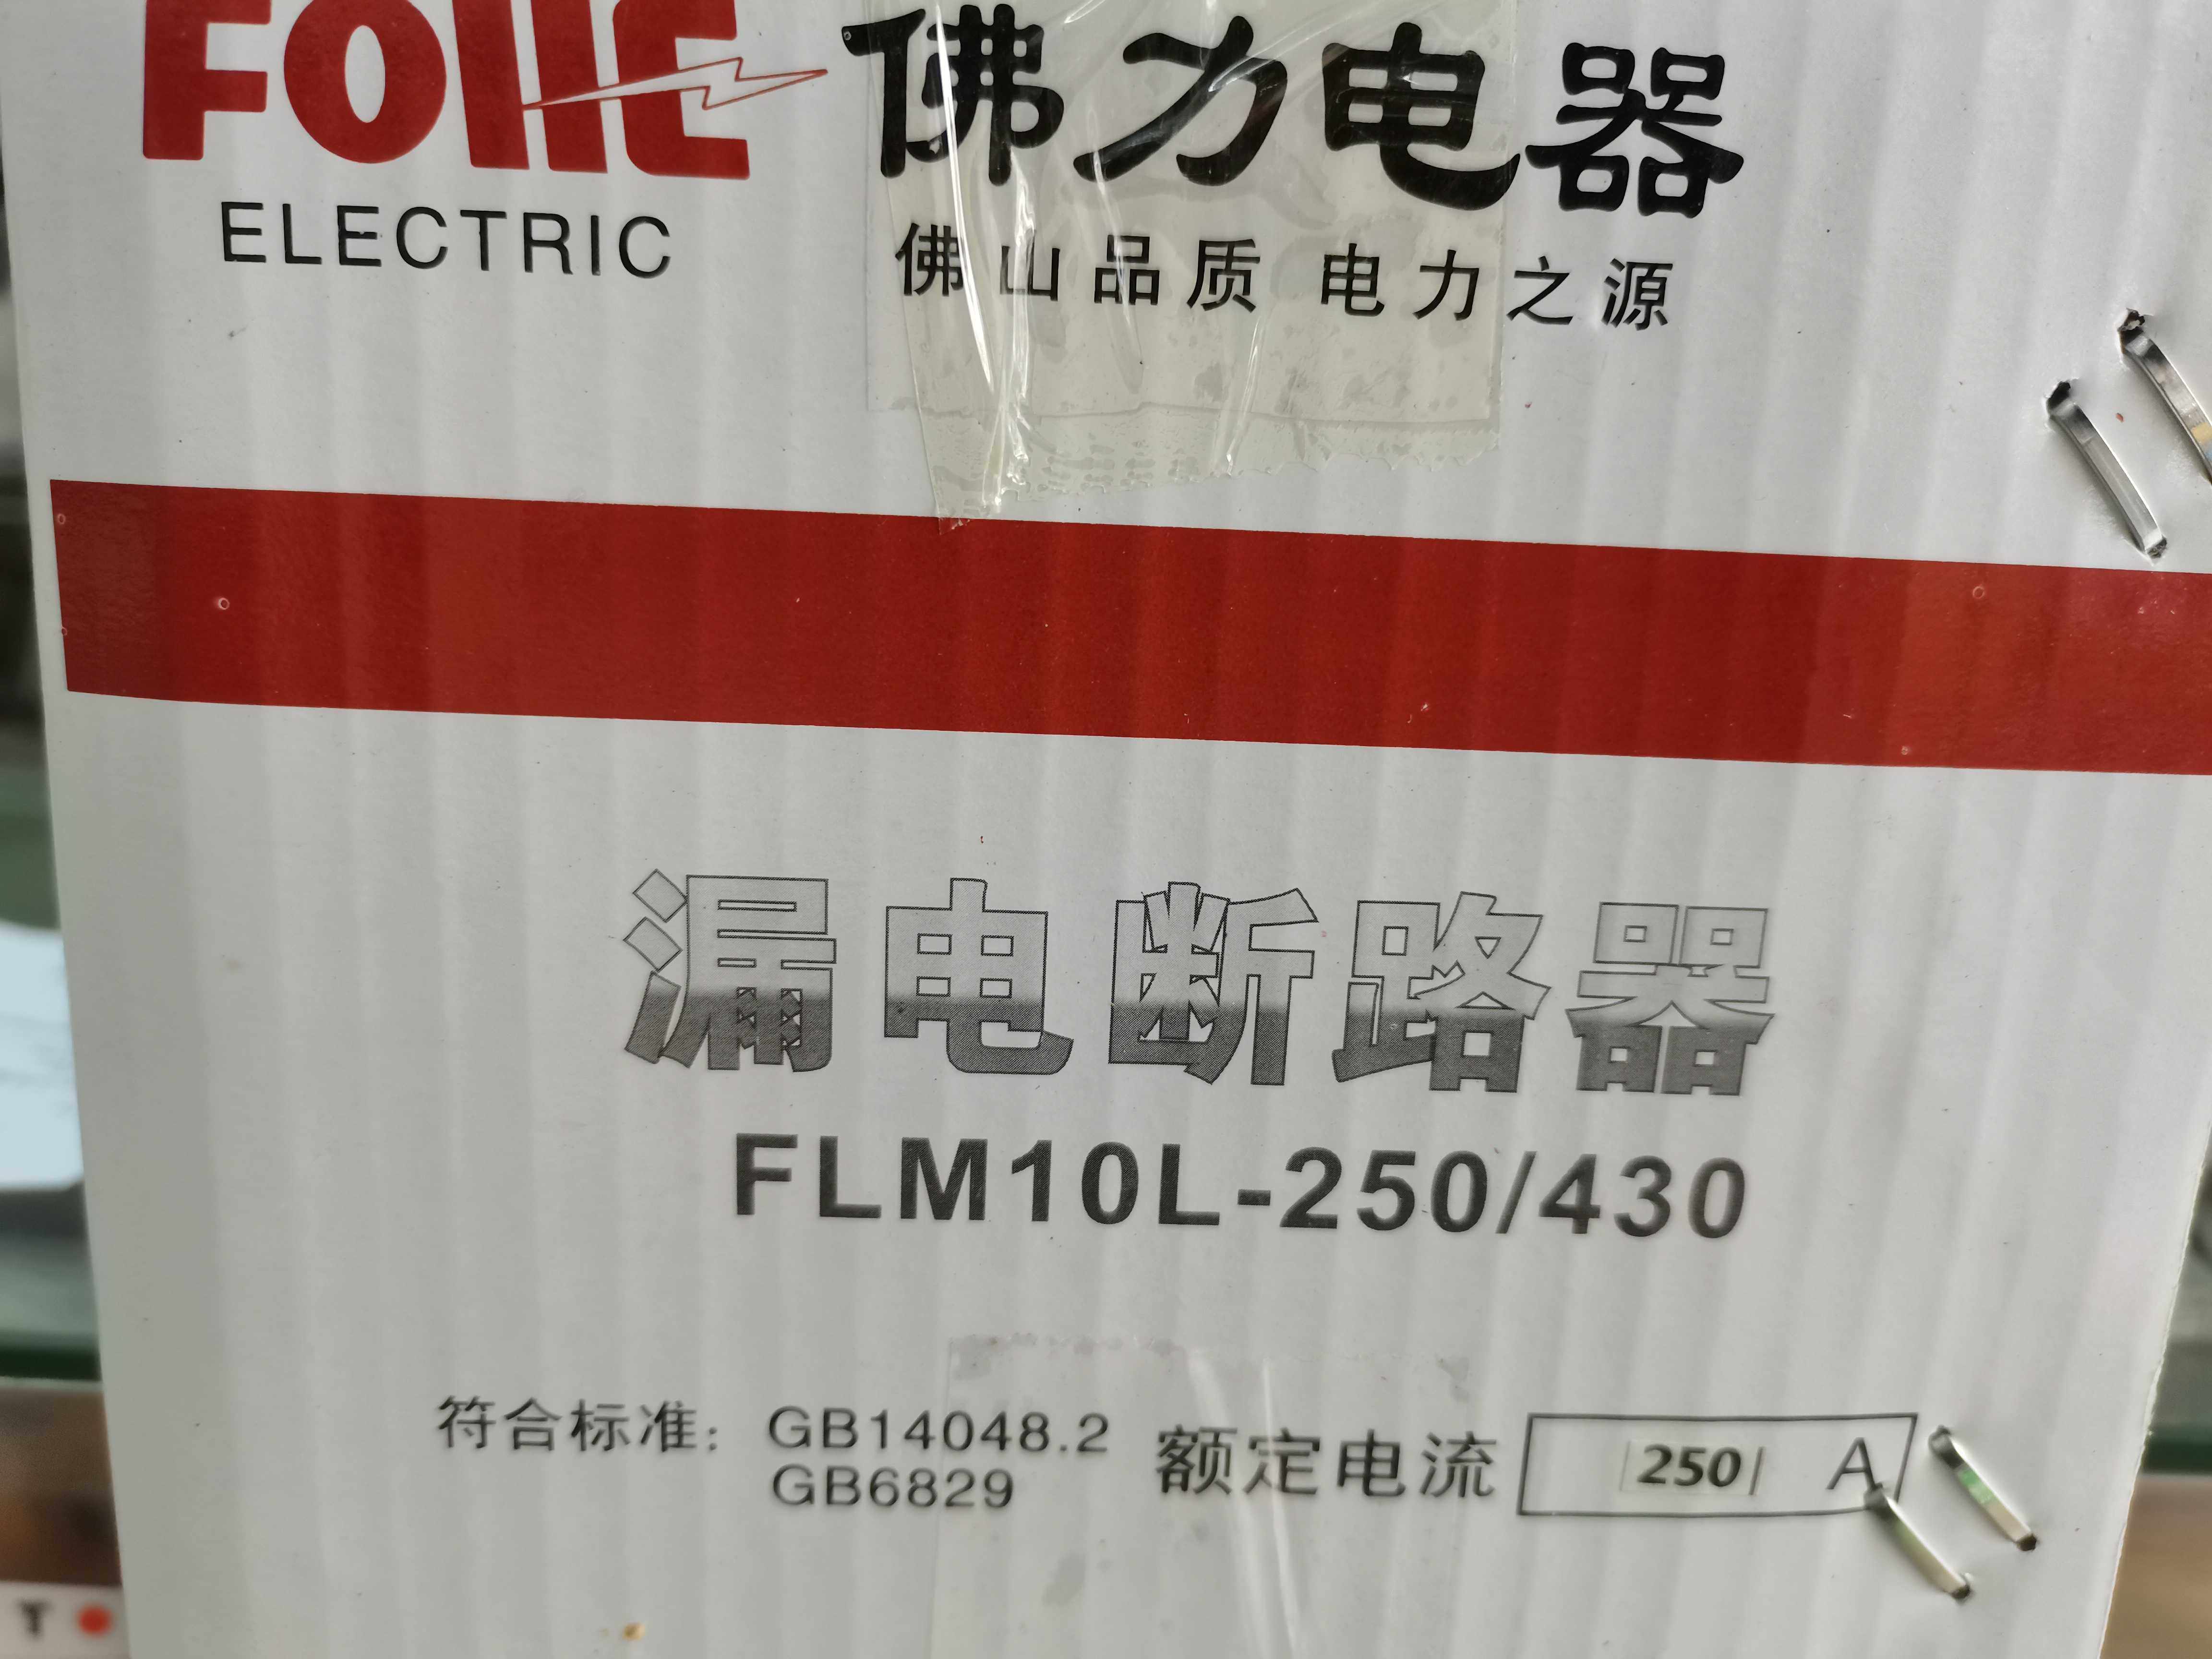 FOIIE 佛力电器
ELECTRIC
佛山品质 电力之源
漏电断路器
FLM10L-250/430
符合标准: GB14048.2
GB6829
额定电流 250 A